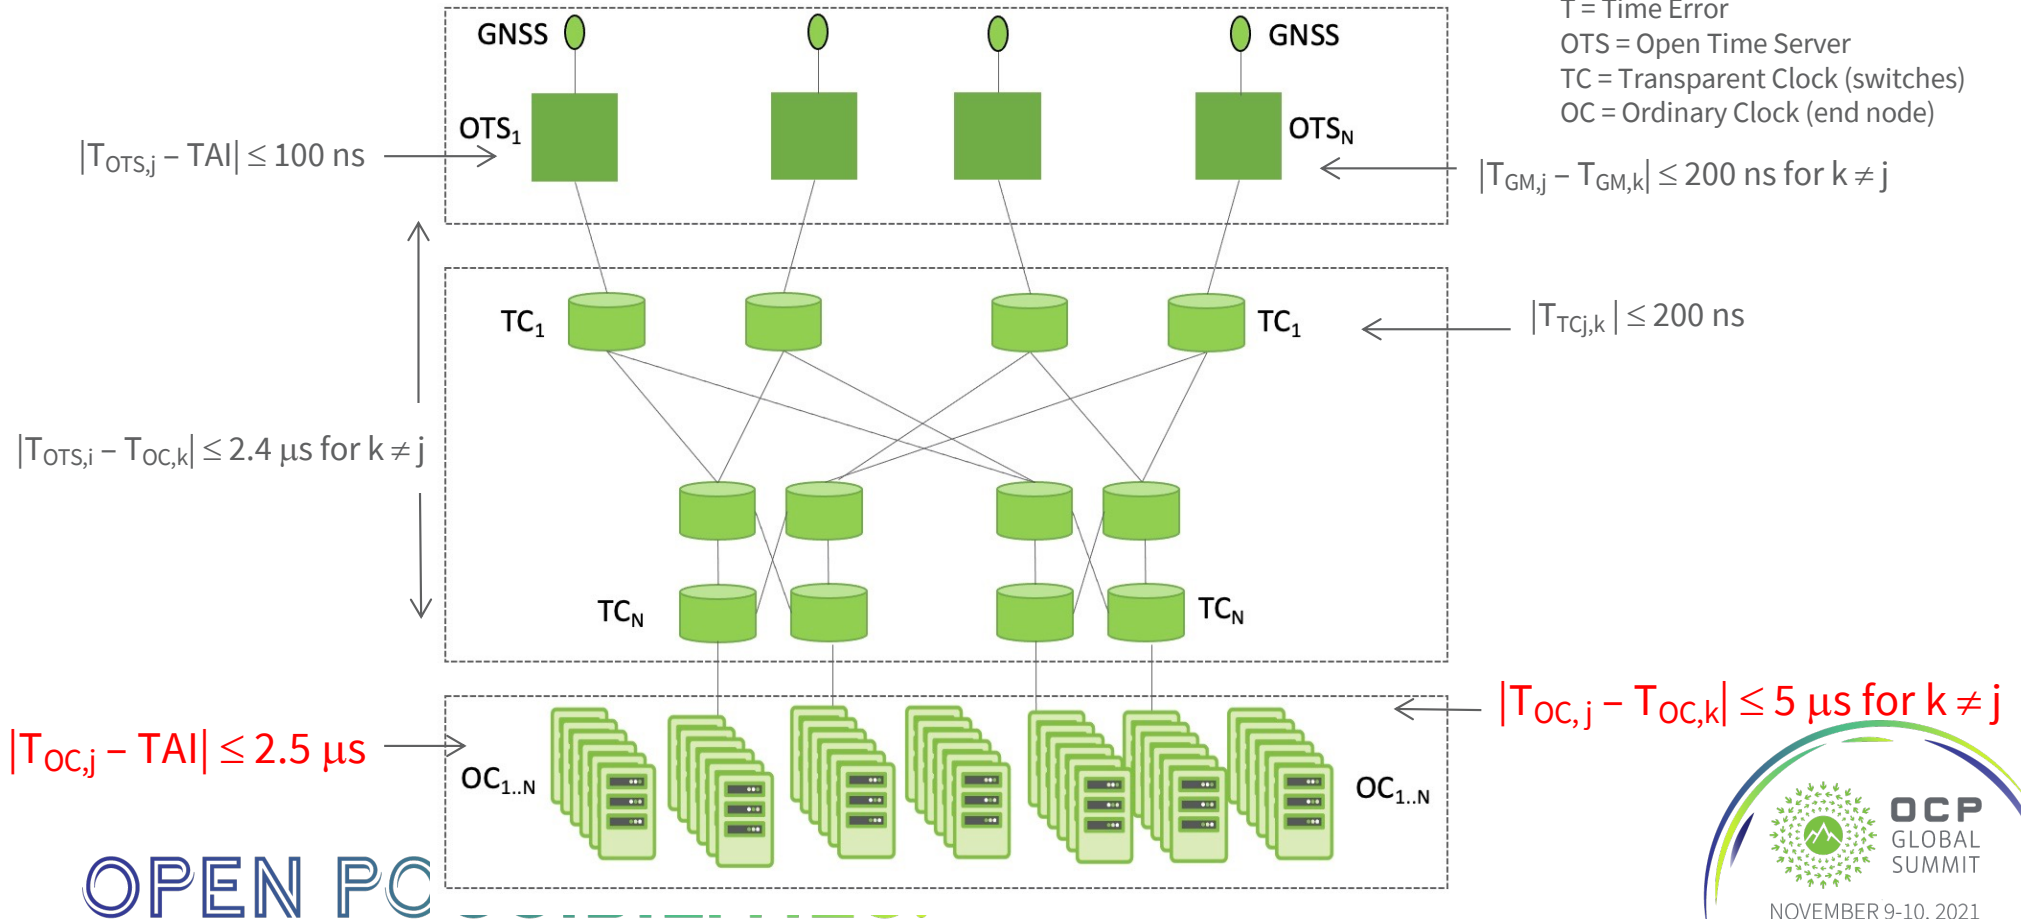 T = Time Error
GNSS
GNSS
OTS = Open Time Server
TC = Transparent Clock (switches)
OC = Ordinary Clock (end node)
OTS1
OTSN
|TOTS,j – TAI| ≤ 100 ns
|TGM,j – TGM,k| ≤ 200 ns for k ≠ j
TC1
TC1
|TTCj,k | ≤ 200 ns
|TOTS,i – TOC,k| ≤ 2.4 μs for k ≠ j
TCN
TCN
|TOC, j – TOC,k| ≤ 5 μs for k ≠ j
|TOC,j – TAI| ≤ 2.5 μs
OC1..N
OC1..N
OCP
GLOBAL
SUMMIT
OPEN PO
NOVEMBER 9-10, 2021